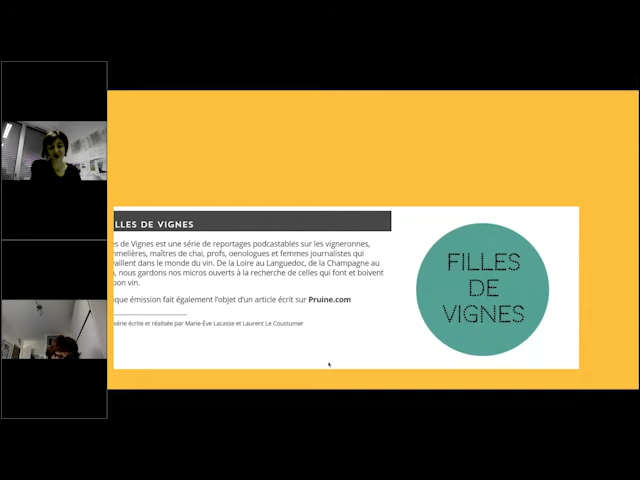 LLES DE VIGNES
es de Vignes est une série de reportages podcastables sur les vigneronnes,
mmelières, maîtres de chai, profs, oenologues et femmes journalistes qui
vaillent dans le monde du vin. De la Loire au Languedoc, de la Champagne au
, nous gardons nos micros ouverts à la recherche de celles qui font et boivent
bon vin.
que émission fait également l'objet d'un article écrit sur Pruine.com
série écrite et réalisée par Marie-Ève Lacasse et Laurent Le Coustumer
FILLES
DE
VIGNES